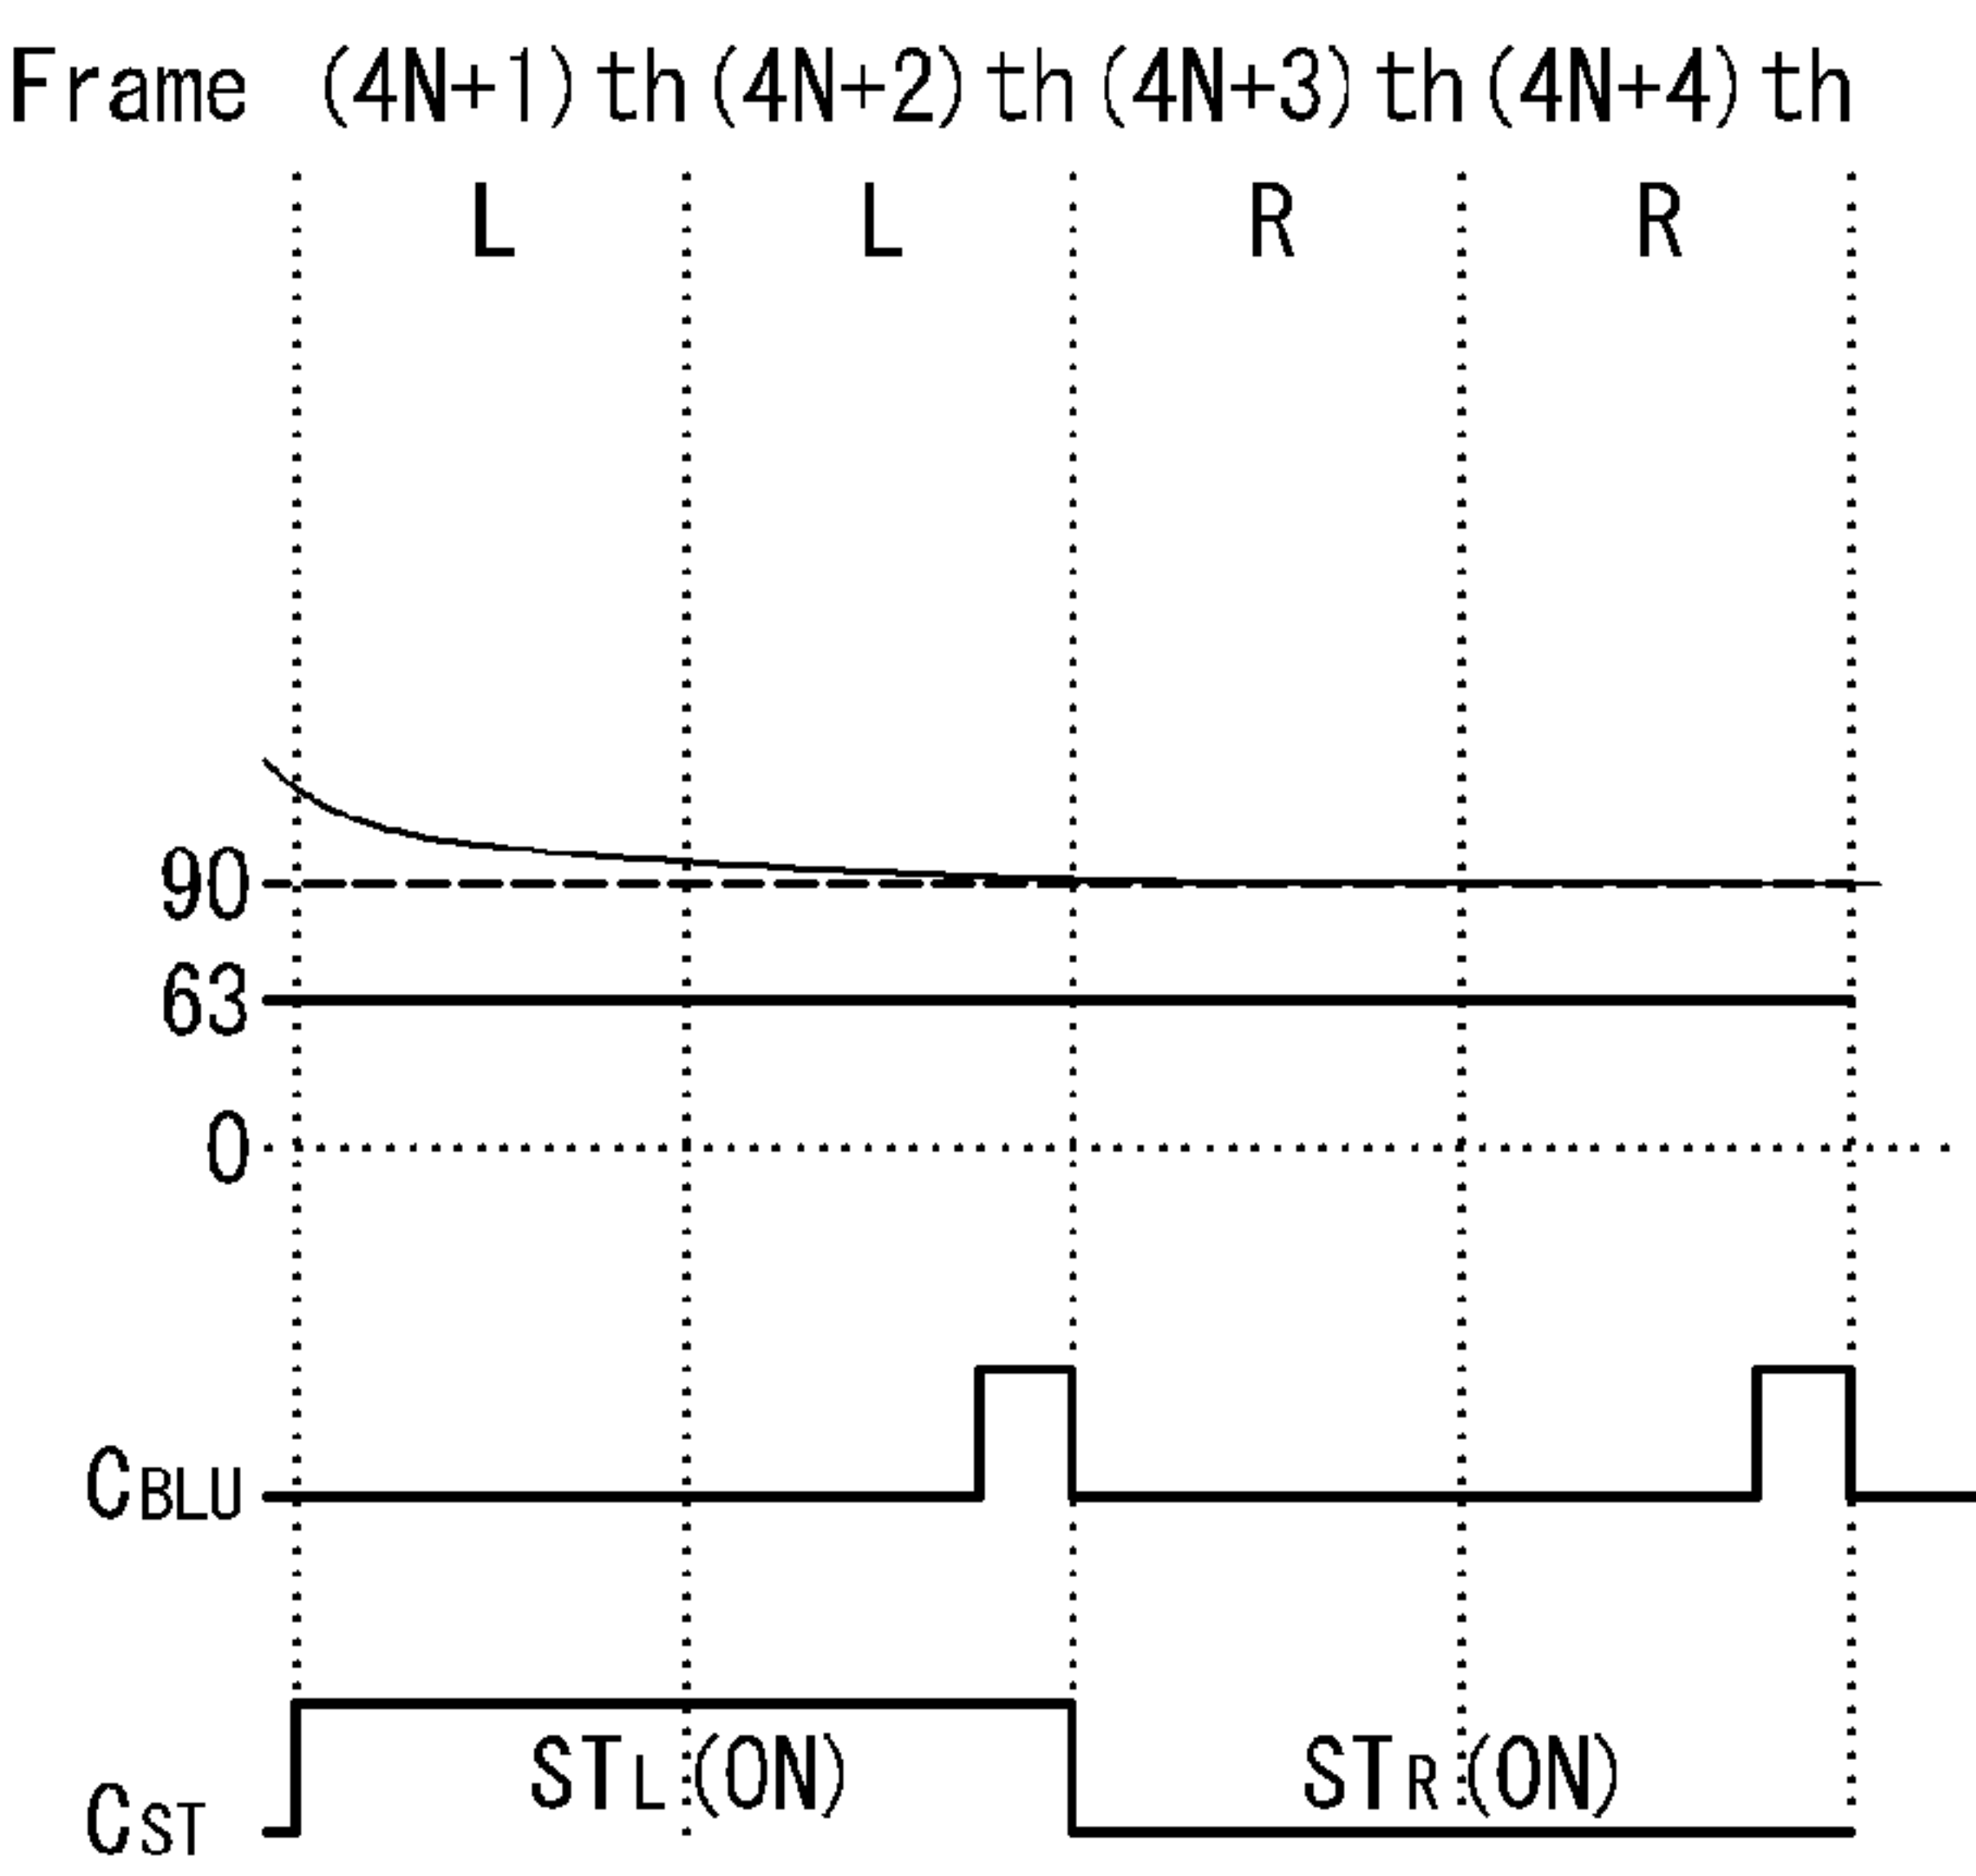 Frame (4N+1)th(4N+2)th(4N+3)th(4N+4)th
L L R R
90
63
0
CBLU
STL(ON) STR(ON)
CST